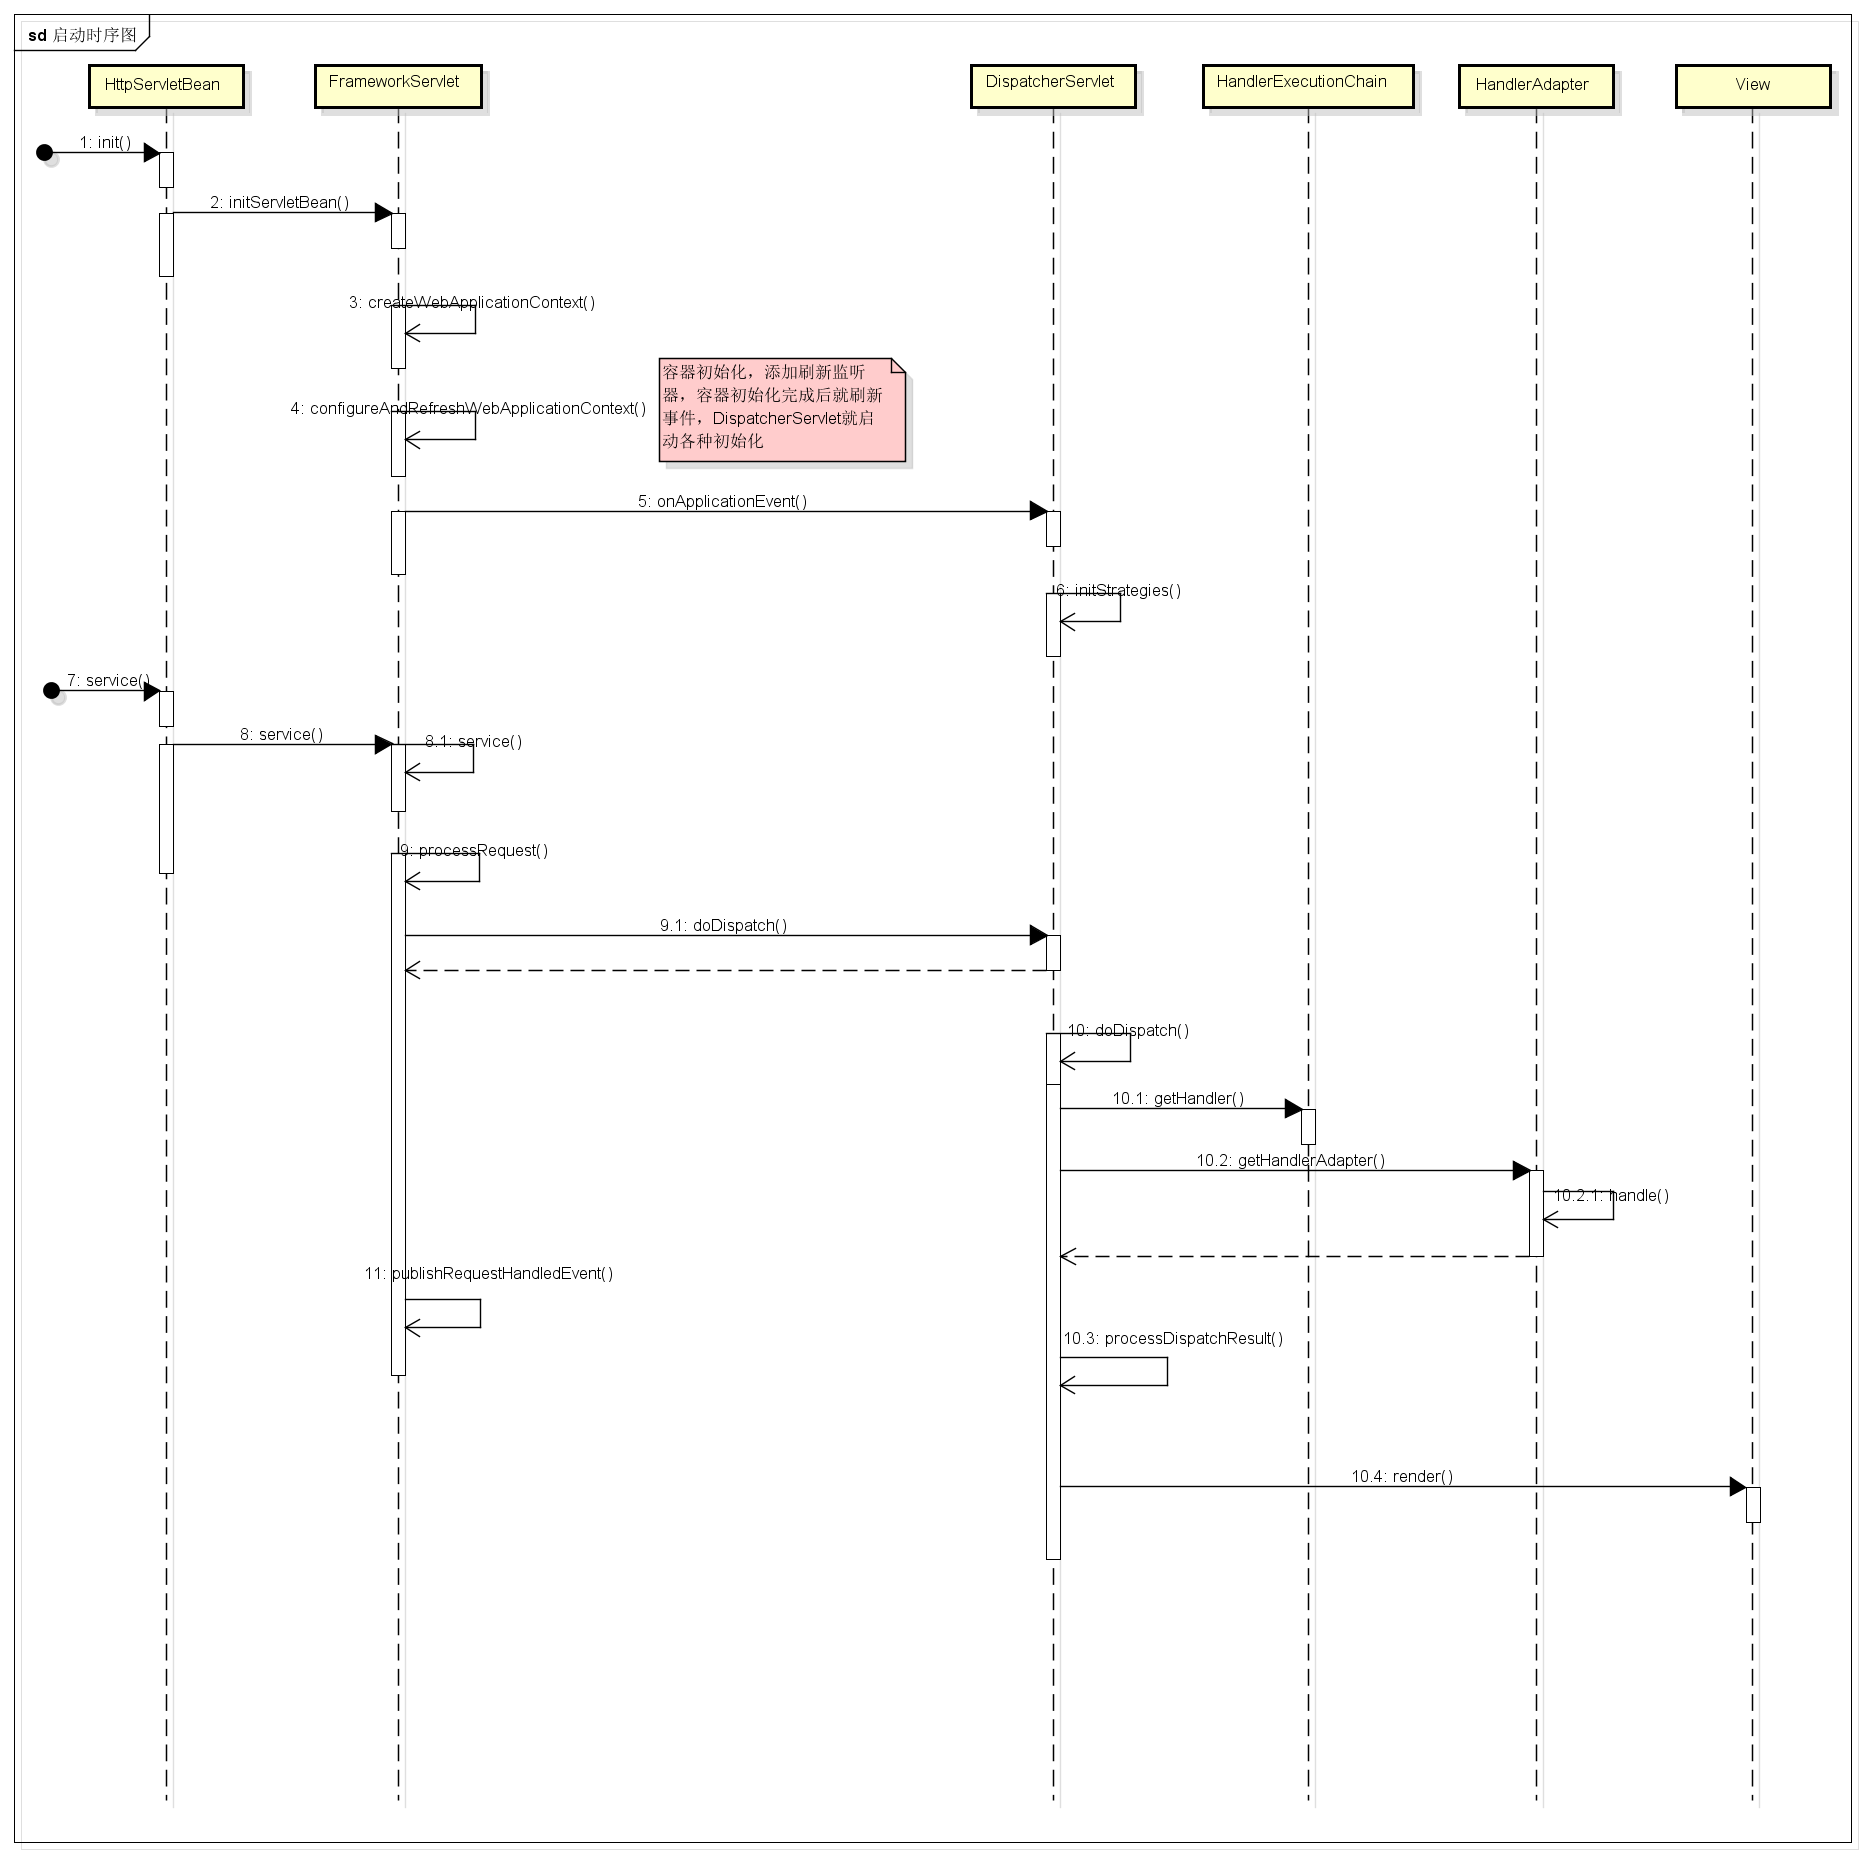 sd 启动时序图
HttpServletBean
FrameworkServlet
DispatcherServlet
HandlerExecutionChain
HandlerAdapter
View
1: init()
2: initServletBean()
3: createWebApplicationContext()
容器初始化，添加刷新监听
器，容器初始化完成后就刷新
事件，DispatcherServlet就启
动各种初始化
4: configureAndRefreshWebApplicationContext()
5: onApplicationEvent()
6: initStrategies()
7: service()
8: service()
8.1: service()
9: processRequest()
9.1: doDispatch()
10: doDispatch()
10.1: getHandler()
10.2: getHandlerAdapter()
10.2.1: handle()
11: publishRequestHandledEvent()
10.3: processDispatchResult()
10.4: render()